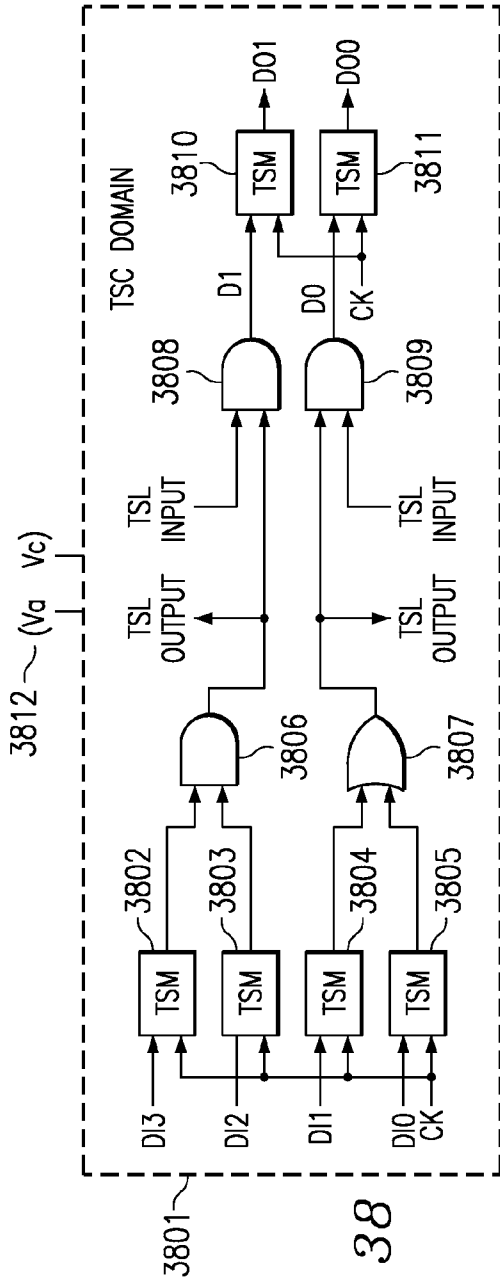 3812 (Va Vc)
TSC DOMAIN
3801
3802
DI3
TSM
3803
DI2
TSM
3804
DI1
TSM
3805
DI0
TSM
CK
3806
3807
TSL
OUTPUT
TSL
INPUT
TSL
OUTPUT
TSL
INPUT
3808
3809
D1
D0
3810
TSM
DO1
TSM
DO0
3811
CK
38